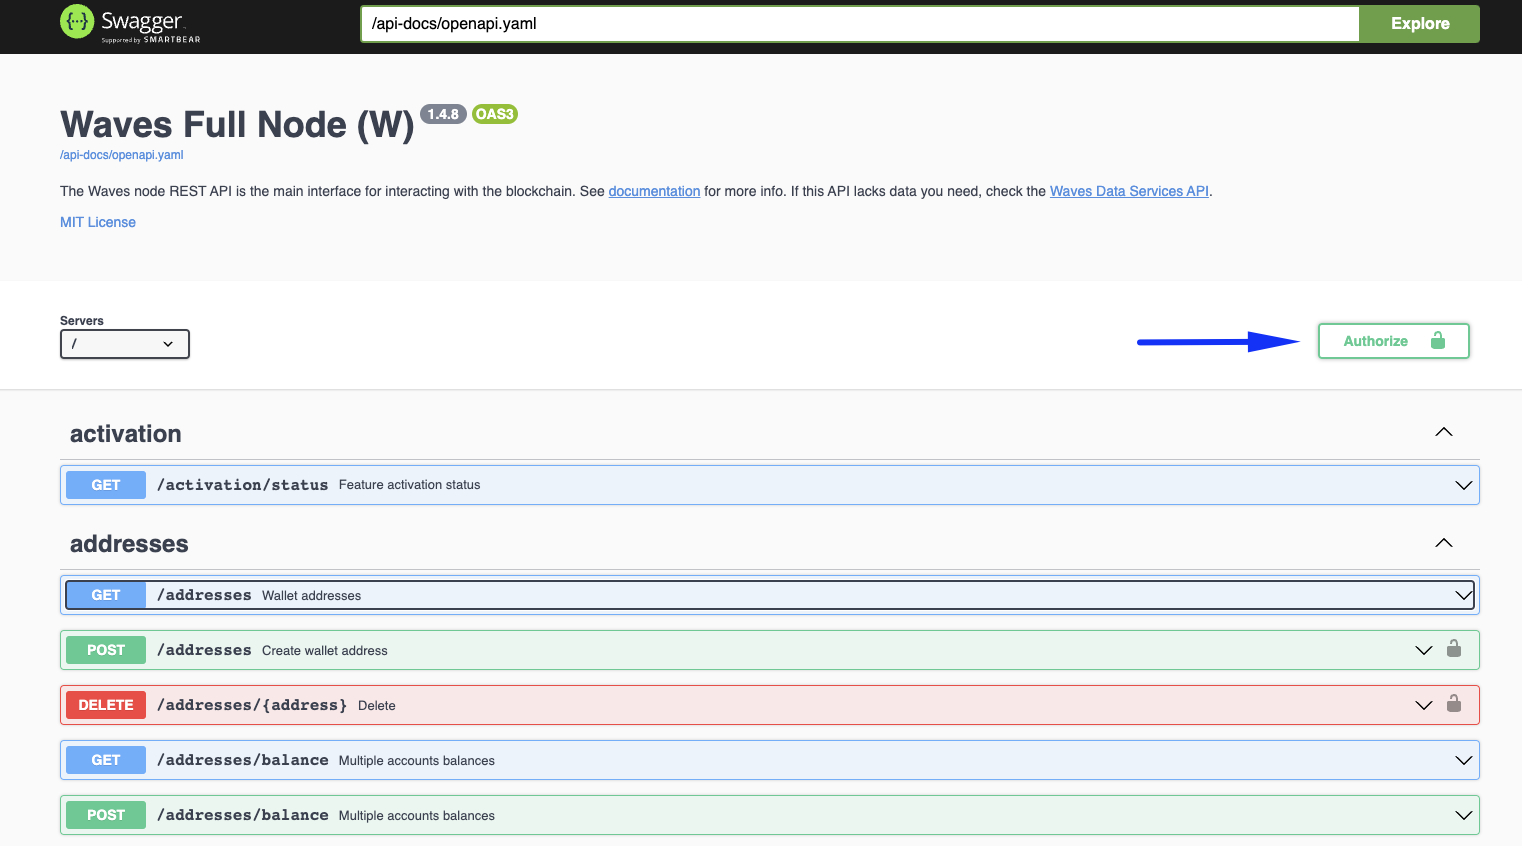 Swagger
Supported by SMARTBEAR
/api-docs/openapi.yaml
Explore
Waves Full Node (W) 1.4.8 OAS3
/api-docs/openapi.yaml
The Waves node REST API is the main interface for interacting with the blockchain. See documentation for more info. If this API lacks data you need, check the Waves Data Services API.
MIT License
Servers
/
Authorize
activation
GET /activation/status Feature activation status
addresses
GET /addresses Wallet addresses
POST /addresses Create wallet address
DELETE /addresses/{address} Delete
GET /addresses/balance Multiple accounts balances
POST /addresses/balance Multiple accounts balances